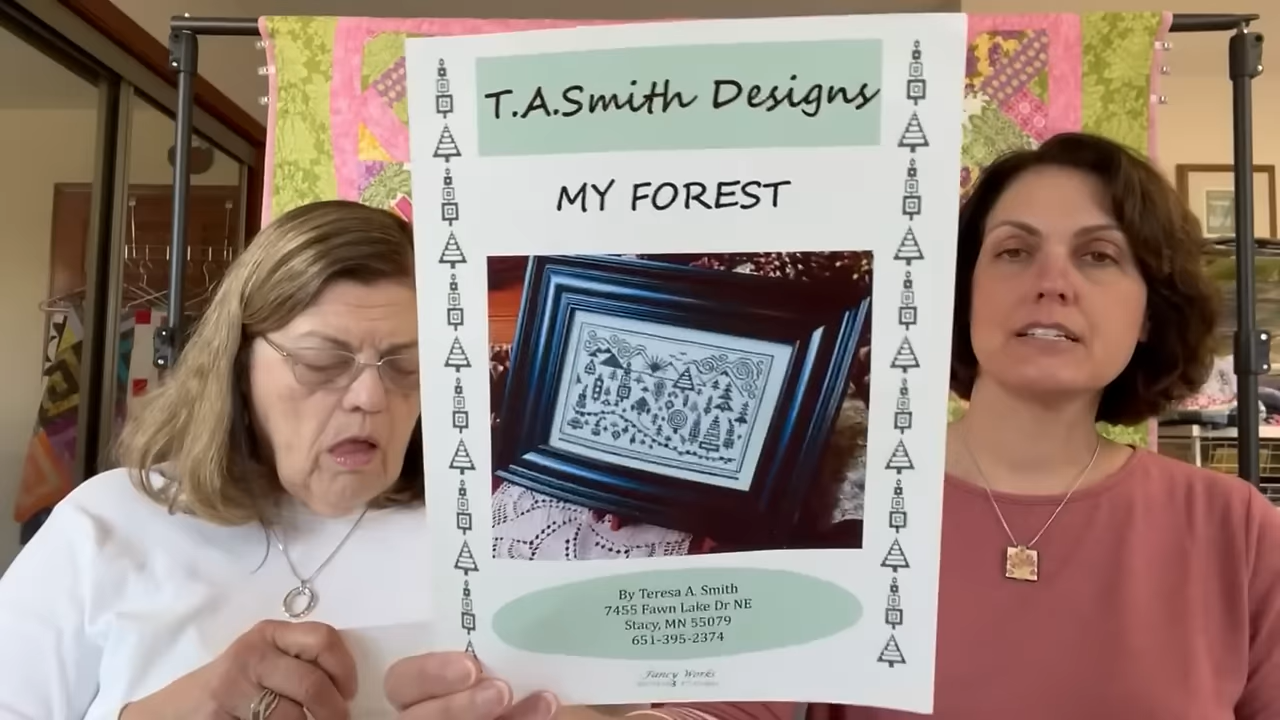 T.A.Smith Designs
MY FOREST
By Teresa A. Smith
7455 Fawn Lake Dr NE
Stacy, MN 55079
651-395-2374
Fancy Works